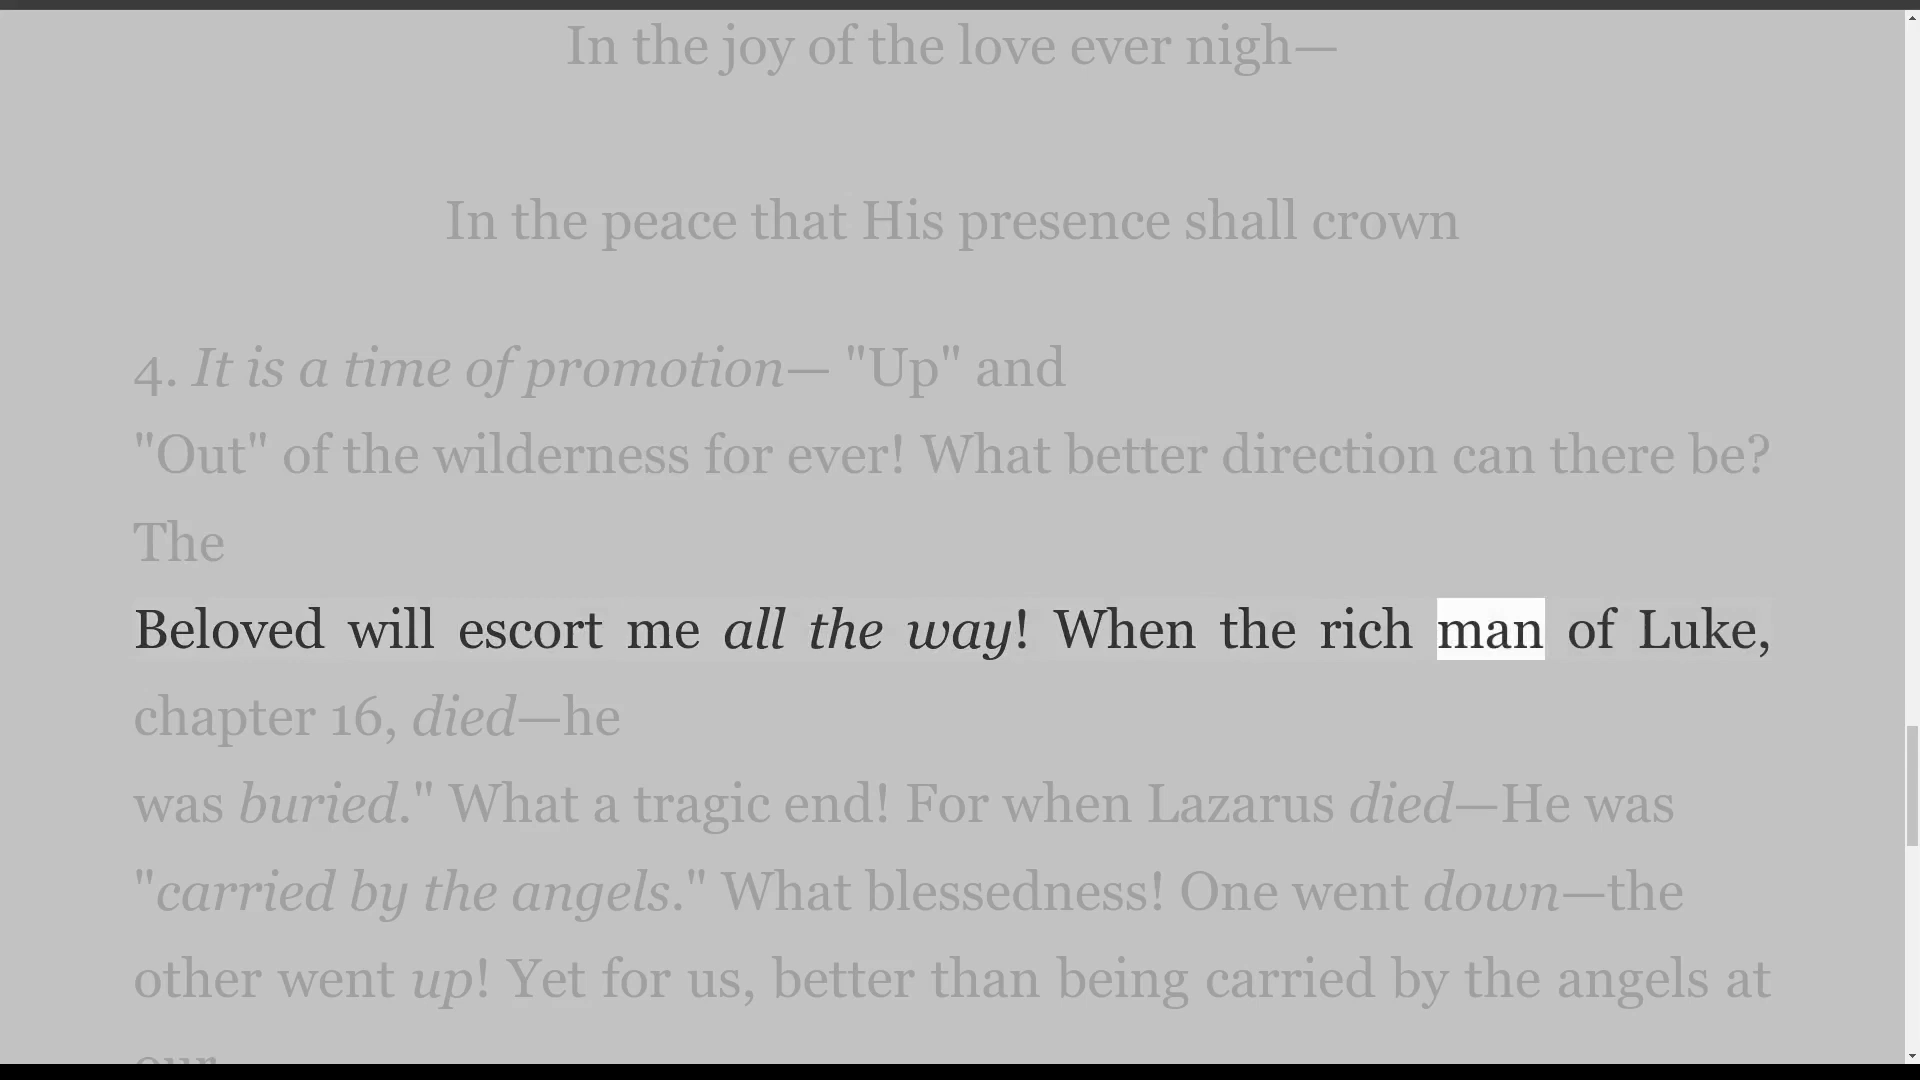 In the joy of the love ever nigh—
In the peace that His presence shall crown
4. It is a time of promotion— "Up" and
"Out" of the wilderness for ever! What better direction can there be?
The
Beloved will escort me all the way! When the rich man of Luke,
chapter 16, died—he
was buried." What a tragic end! For when Lazarus died—He was
"carried by the angels." What blessedness! One went down—the
other went up! Yet for us, better than being carried by the angels at
our